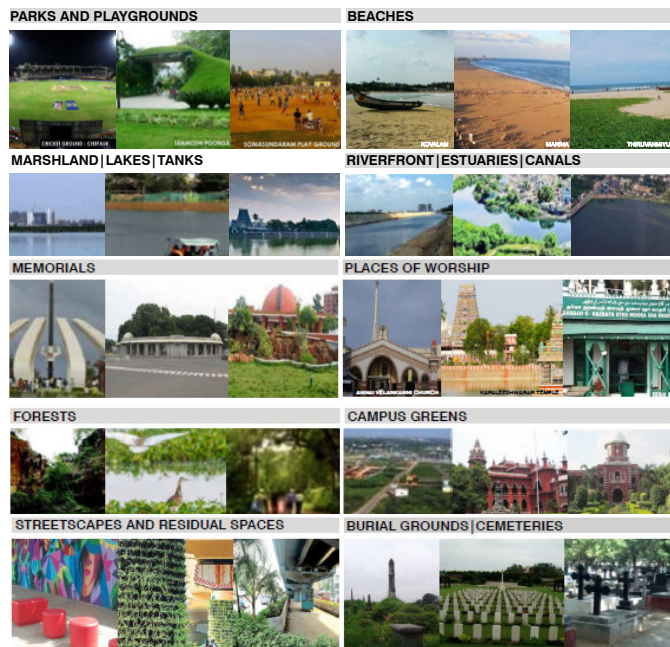 PARKS AND PLAYGROUNDS
BEACHES
CRICKET GROUND - CHEPAUK
SEMMOZHI POONGA
SOMASUNDARAM PLAY GROUND
KOVALAM
MARINA
THIRUVANMIYU
MARSHLAND|LAKES|TANKS
RIVERFRONT|ESTUARIES|CANALS
MEMORIALS
PLACES OF WORSHIP
ANNAI VELANKANNI CHURCH
KAPALEESHWARAR TEMPLE
FORESTS
CAMPUS GREENS
STREETSCAPES AND RESIDUAL SPACES
BURIAL GROUNDS|CEMETERIES